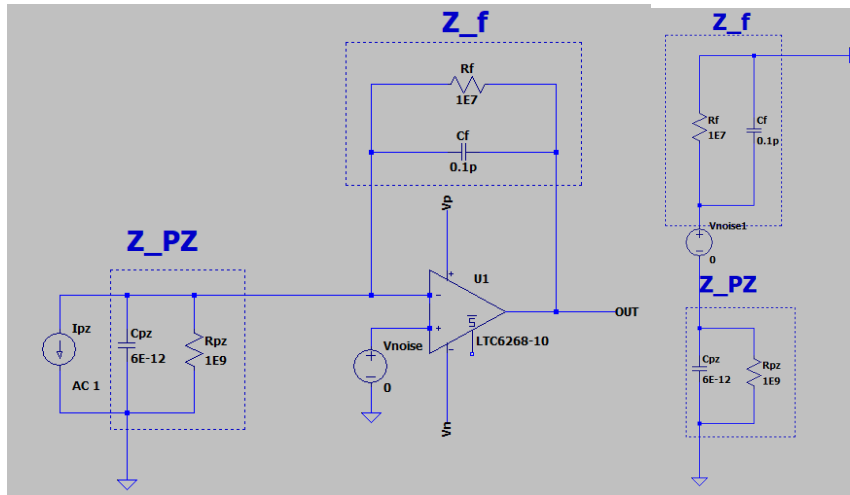 Z_f
Rf
1E7
Cf
0.1p
Z_PZ
Ipz
AC 1
Cpz
6E-12
Rpz
1E9
Vp
U1
LTC6268-10
Vnoise
0
Vn
OUT
Z_f
Rf
1E7
Cf
0.1p
Vnoise1
0
Z_PZ
Cpz
6E-12
Rpz
1E9